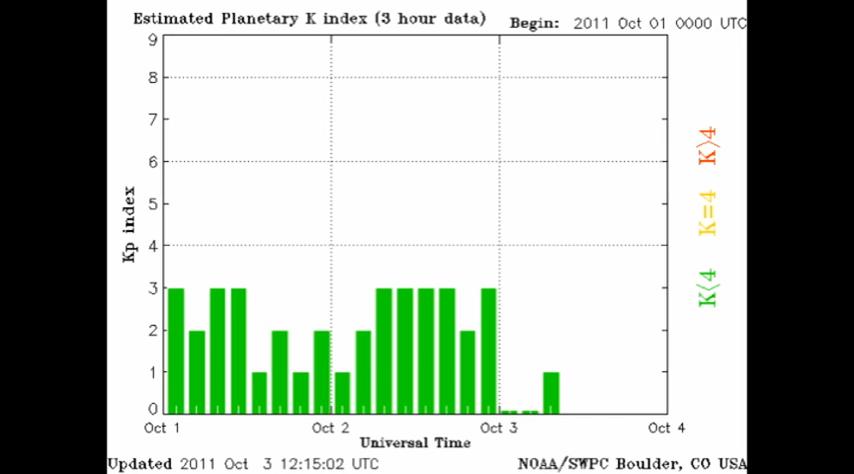 Estimated Planetary K index (3 hour data)
Begin: 2011 Oct 01 0000 UTC
9
8
7
6
5
4
3
2
1
0
Kp index
K>4
K=4
K<4
Oct 1
Oct 2
Oct 3
Oct 4
Universal Time
Updated 2011 Oct 3 12:15:02 UTC
NOAA/SWPC Boulder, CO USA